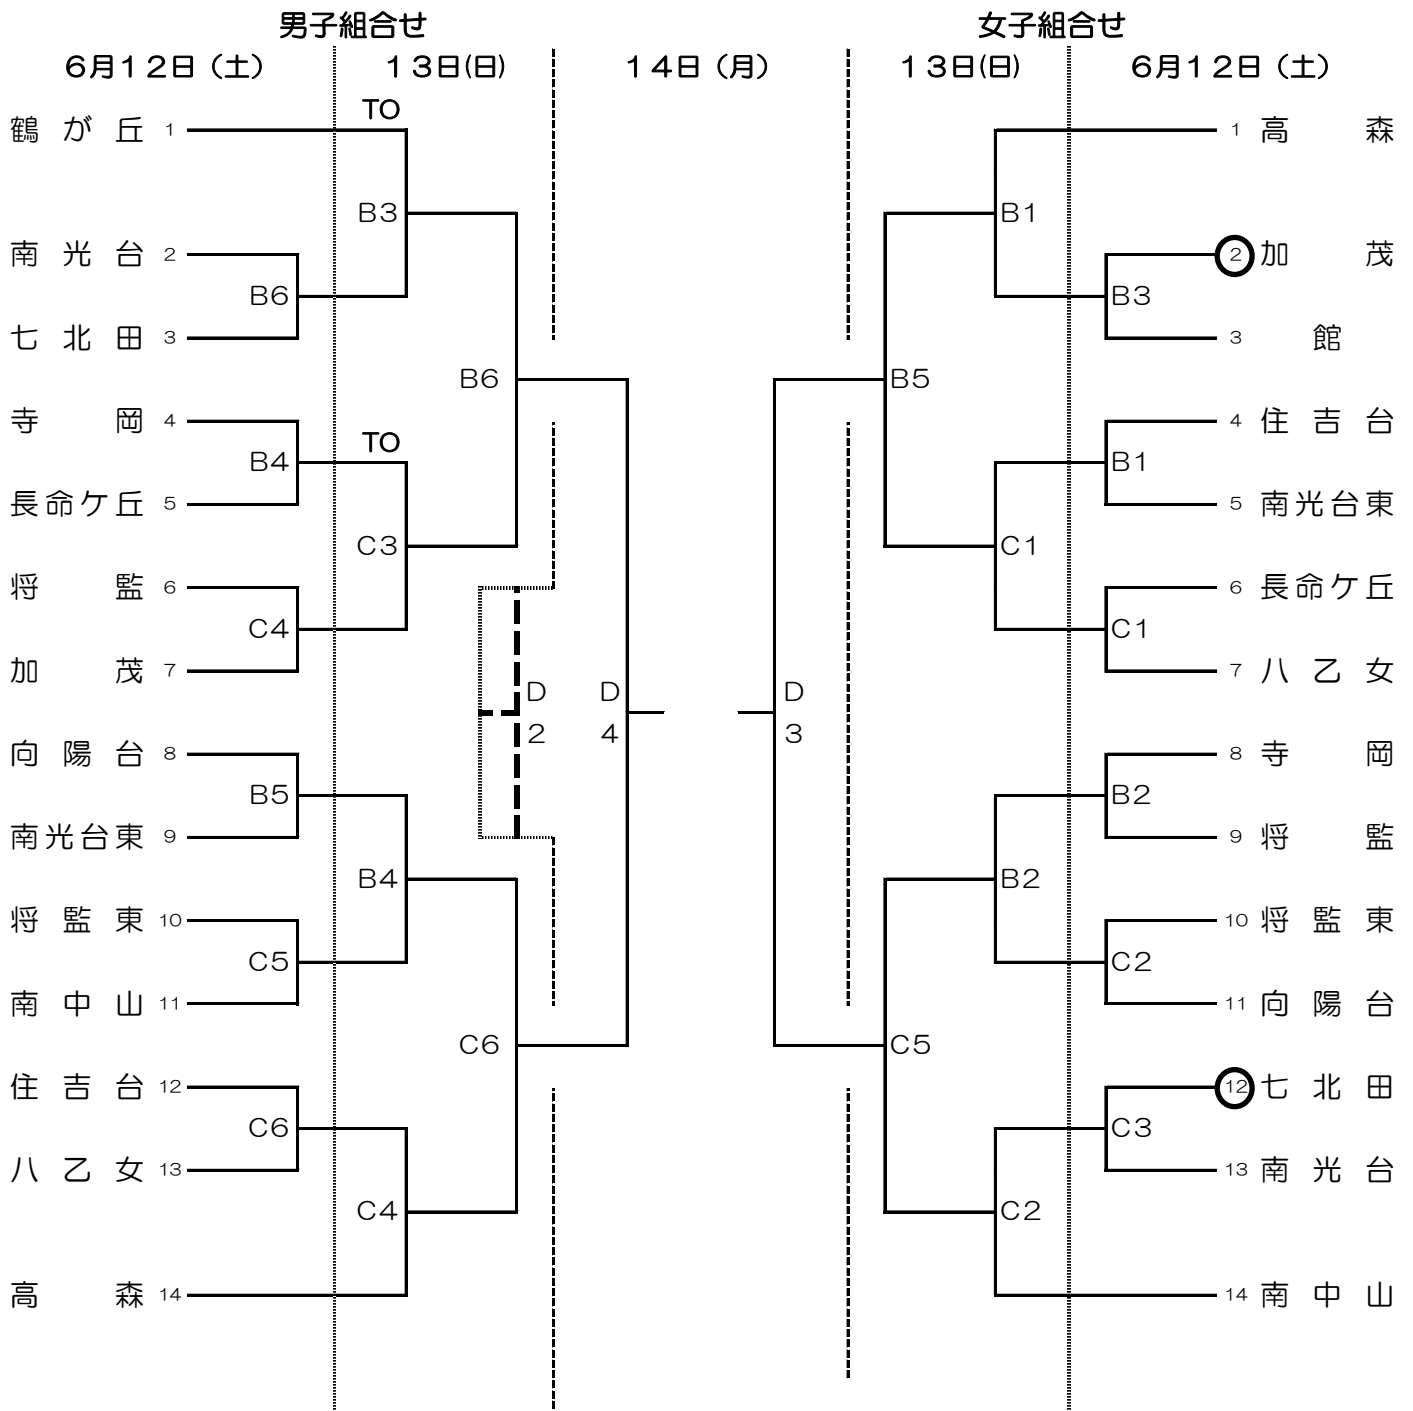 男子組合せ 女子組合せ
６月１２日（土） １３日(日) １４日（月） １３日(日) ６月１２日（土）
TO
鶴が丘 1 1 高森
B3 B1
南光台 2 2 加茂
B6 B3
七北田 3 3 館
B6 B5
寺岡 4 4 住吉台
TO
B4 B1
長命ケ丘 5 5 南光台東
C3 C1
将監 6 6 長命ケ丘
C4 C1
加茂 7 7 八乙女
D D D
2 4 3
向陽台 8 8 寺岡
B5 B2
南光台東 9 9 将監
B4 B2
将監東 10 10 将監東
C5 C2
南中山 11 11 向陽台
C6 C5
住吉台 12 12 七北田
C6 C3
八乙女 13 13 南光台
C4 C2
高森 14 14 南中山